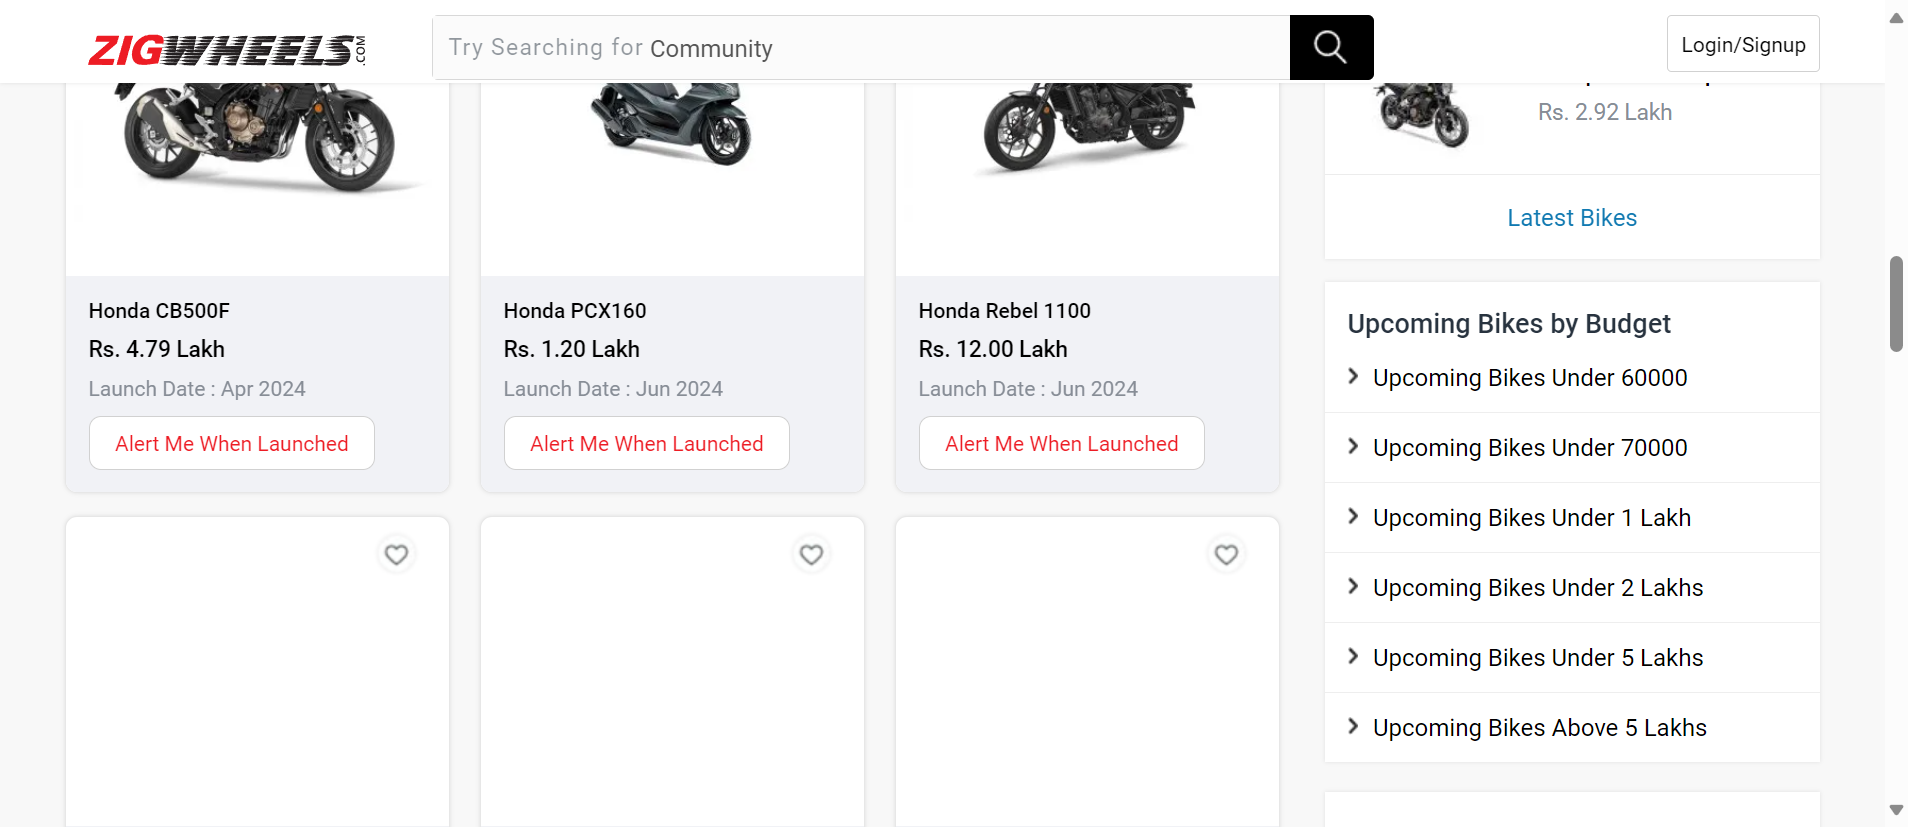 ZIGWHEELS.COM
Try Searching for Community
Login/Signup
Rs. 2.92 Lakh
Latest Bikes
Honda CB500F
Rs. 4.79 Lakh
Launch Date : Apr 2024
Alert Me When Launched
Honda PCX160
Rs. 1.20 Lakh
Launch Date : Jun 2024
Alert Me When Launched
Honda Rebel 1100
Rs. 12.00 Lakh
Launch Date : Jun 2024
Alert Me When Launched
Upcoming Bikes by Budget
Upcoming Bikes Under 60000
Upcoming Bikes Under 70000
Upcoming Bikes Under 1 Lakh
Upcoming Bikes Under 2 Lakhs
Upcoming Bikes Under 5 Lakhs
Upcoming Bikes Above 5 Lakhs